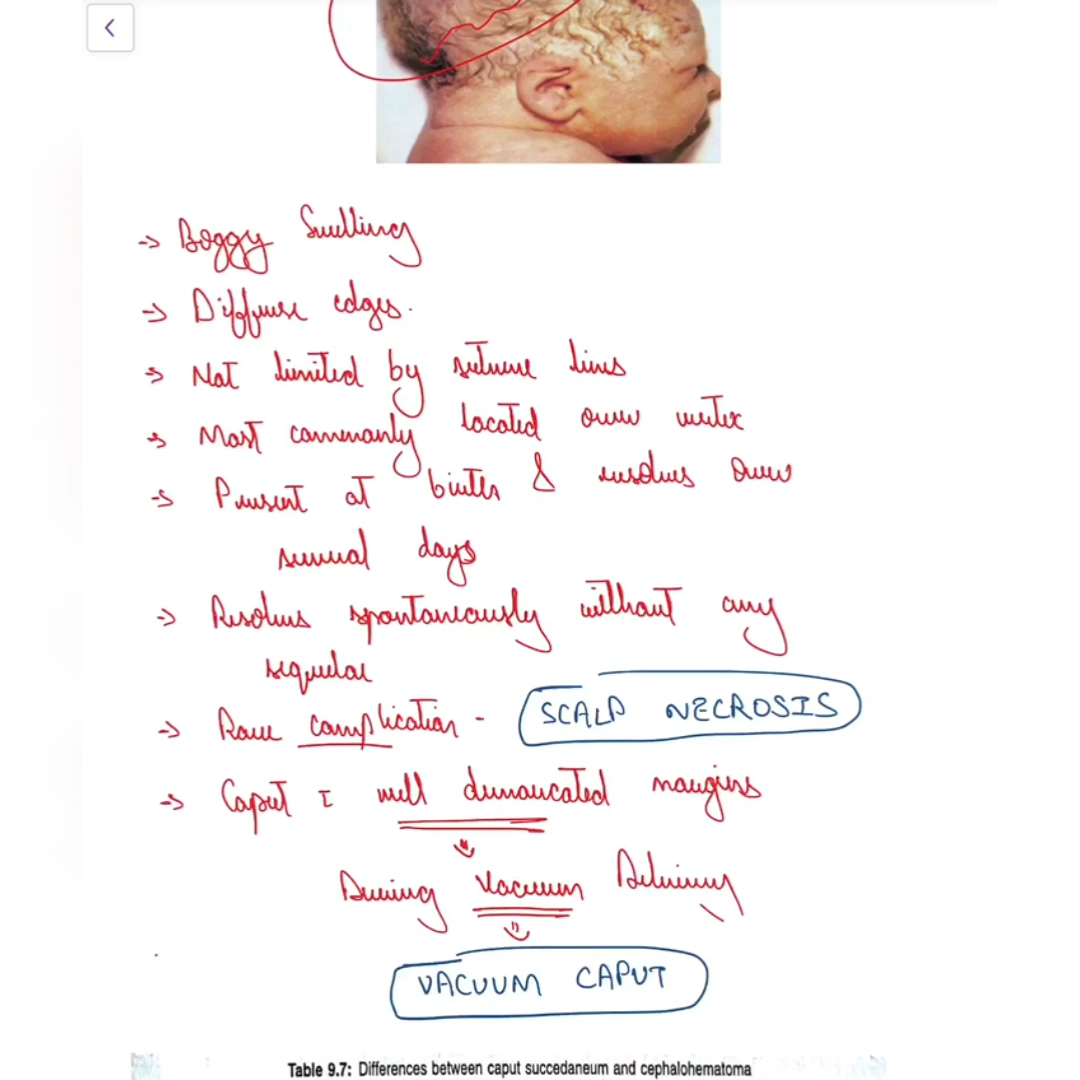 → Boggy Swelling
→ Diffuse edges.
→ Not limited by suture lines
→ Most commonly located over vertex
→ Present at birth & resolves over
several days
→ Resolves spontaneously without any
sequelae
→ Rare complication - SCALP NECROSIS
→ Caput c̄ well demarcated margins
During Vacuum Delivery
VACUUM CAPUT
Table 9.7: Differences between caput succedaneum and cephalohematoma